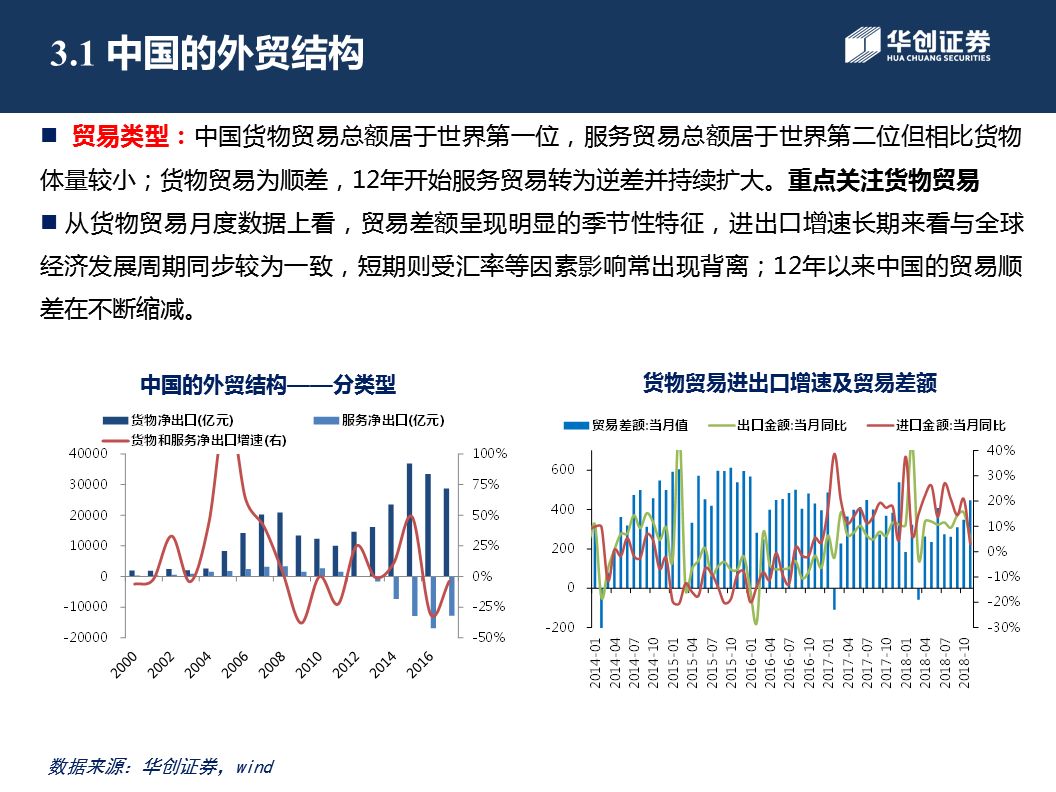 3.1 中国的外贸结构
华创证券
HUA CHUANG SECURITIES
■ 贸易类型：中国货物贸易总额居于世界第一位，服务贸易总额居于世界第二位但相比货物
体量较小；货物贸易为顺差，12年开始服务贸易转为逆差并持续扩大。重点关注货物贸易
■ 从货物贸易月度数据上看，贸易差额呈现明显的季节性特征，进出口增速长期来看与全球
经济发展周期同步较为一致，短期则受汇率等因素影响常出现背离；12年以来中国的贸易顺
差在不断缩减。
中国的外贸结构——分类型
货物净出口(亿元) 服务净出口(亿元)
货物和服务净出口增速(右)
40000 100%
30000 75%
20000 50%
10000 25%
0 0%
-10000 -25%
-20000 -50%
2000 2002 2004 2006 2008 2010 2012 2014 2016
货物贸易进出口增速及贸易差额
贸易差额:当月值 出口金额:当月同比 进口金额:当月同比
40%
600 30%
20%
400 10%
200 0%
-10%
0 -20%
-200 -30%
2014-01 2014-04 2014-07 2014-10 2015-01 2015-04 2015-07 2015-10 2016-01 2016-04 2016-07 2016-10 2017-01 2017-04 2017-07 2017-10 2018-01 2018-04 2018-07 2018-10
数据来源：华创证券，wind